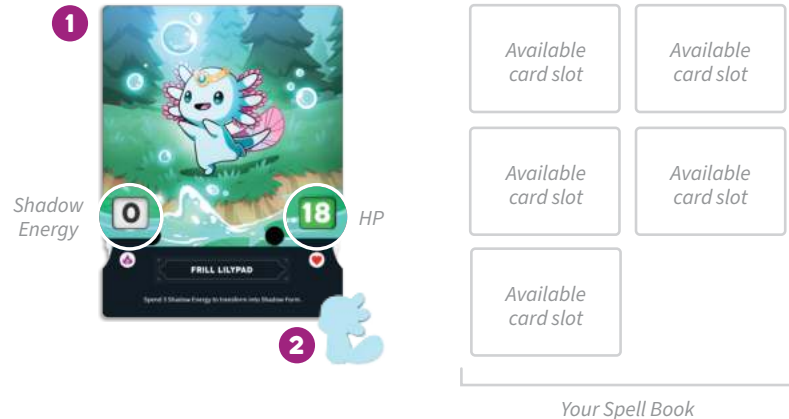 1
Shadow
Energy
0
18
HP
FRILL LILYPAD
Spend 3 Shadow Energy to transform into Shadow Form.
2
Available
card slot
Available
card slot
Available
card slot
Available
card slot
Available
card slot
Your Spell Book